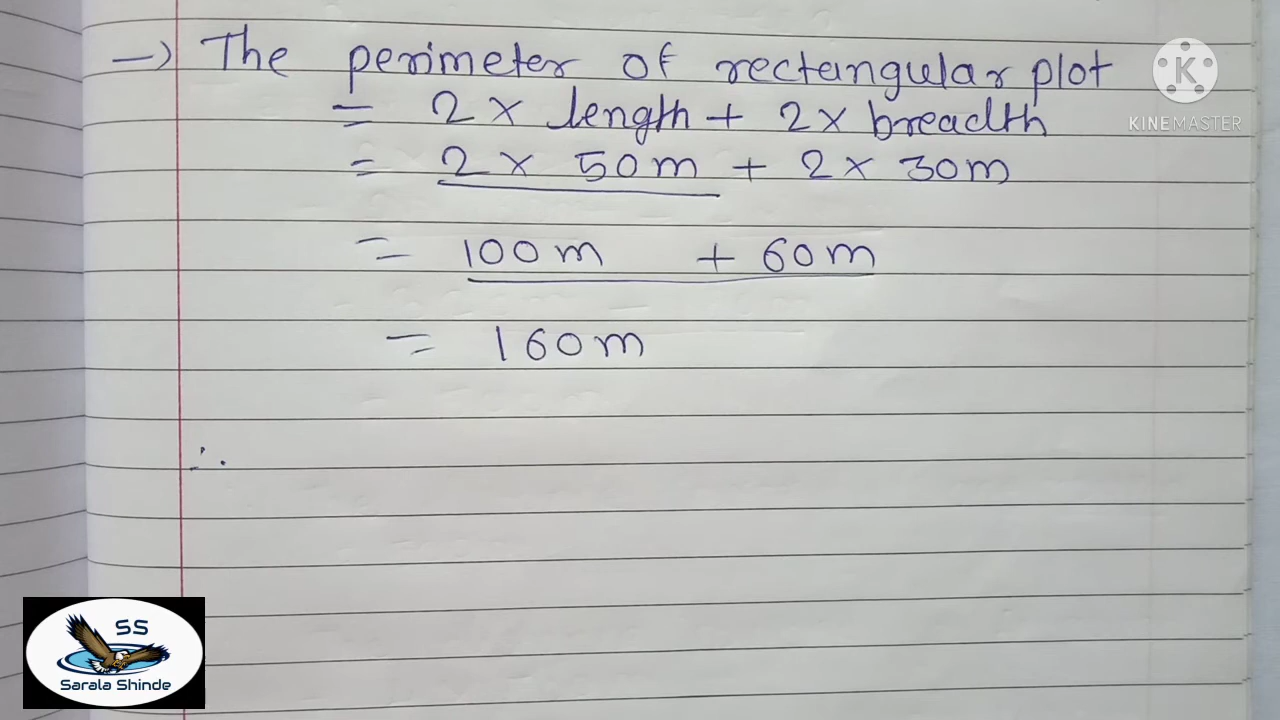 → The perimeter of rectangular plot
= 2 × length + 2 × breadth
= 2 × 50m + 2 × 30m
= 100m + 60m
= 160m
∴
K
KINEMASTER
SS
Sarala Shinde